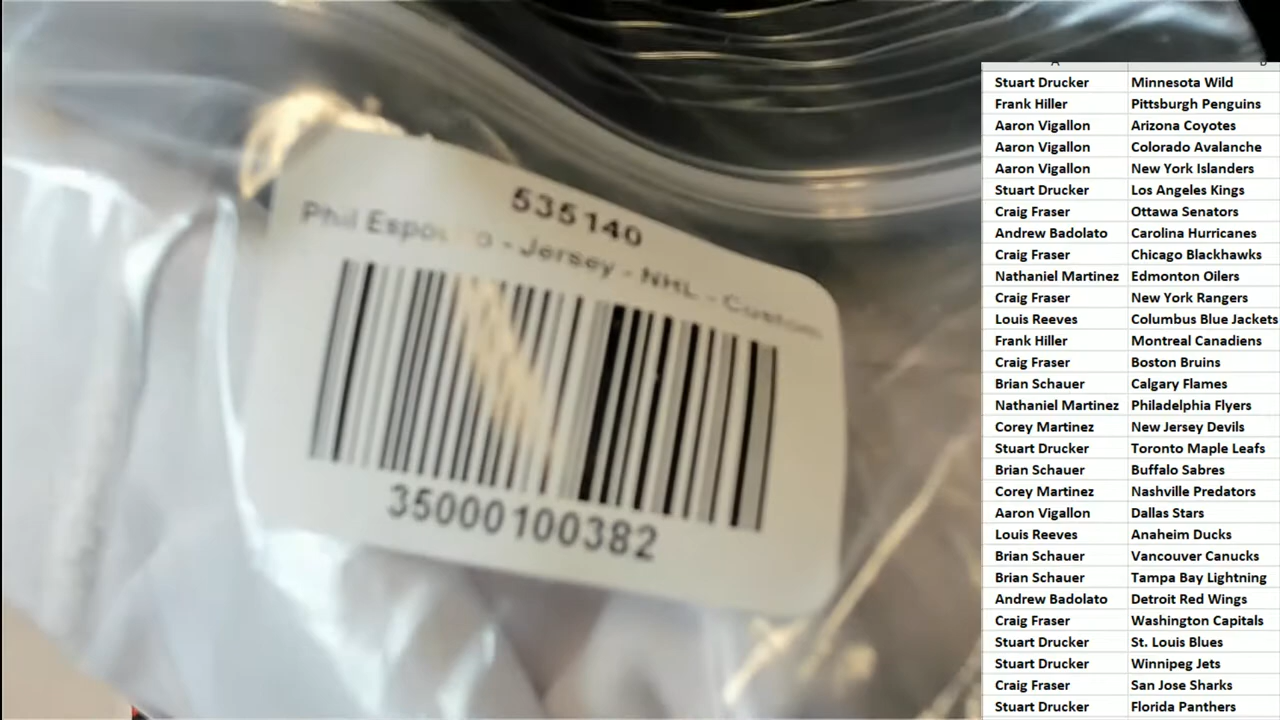 535140
Phil - Jersey - NHL - Custom
35000100382
A B
Stuart Drucker Minnesota Wild
Frank Hiller Pittsburgh Penguins
Aaron Vigallon Arizona Coyotes
Aaron Vigallon Colorado Avalanche
Aaron Vigallon New York Islanders
Stuart Drucker Los Angeles Kings
Craig Fraser Ottawa Senators
Andrew Badolato Carolina Hurricanes
Craig Fraser Chicago Blackhawks
Nathaniel Martinez Edmonton Oilers
Craig Fraser New York Rangers
Louis Reeves Columbus Blue Jackets
Frank Hiller Montreal Canadiens
Craig Fraser Boston Bruins
Brian Schauer Calgary Flames
Nathaniel Martinez Philadelphia Flyers
Corey Martinez New Jersey Devils
Stuart Drucker Toronto Maple Leafs
Brian Schauer Buffalo Sabres
Corey Martinez Nashville Predators
Aaron Vigallon Dallas Stars
Louis Reeves Anaheim Ducks
Brian Schauer Vancouver Canucks
Brian Schauer Tampa Bay Lightning
Andrew Badolato Detroit Red Wings
Craig Fraser Washington Capitals
Stuart Drucker St. Louis Blues
Stuart Drucker Winnipeg Jets
Craig Fraser San Jose Sharks
Stuart Drucker Florida Panthers